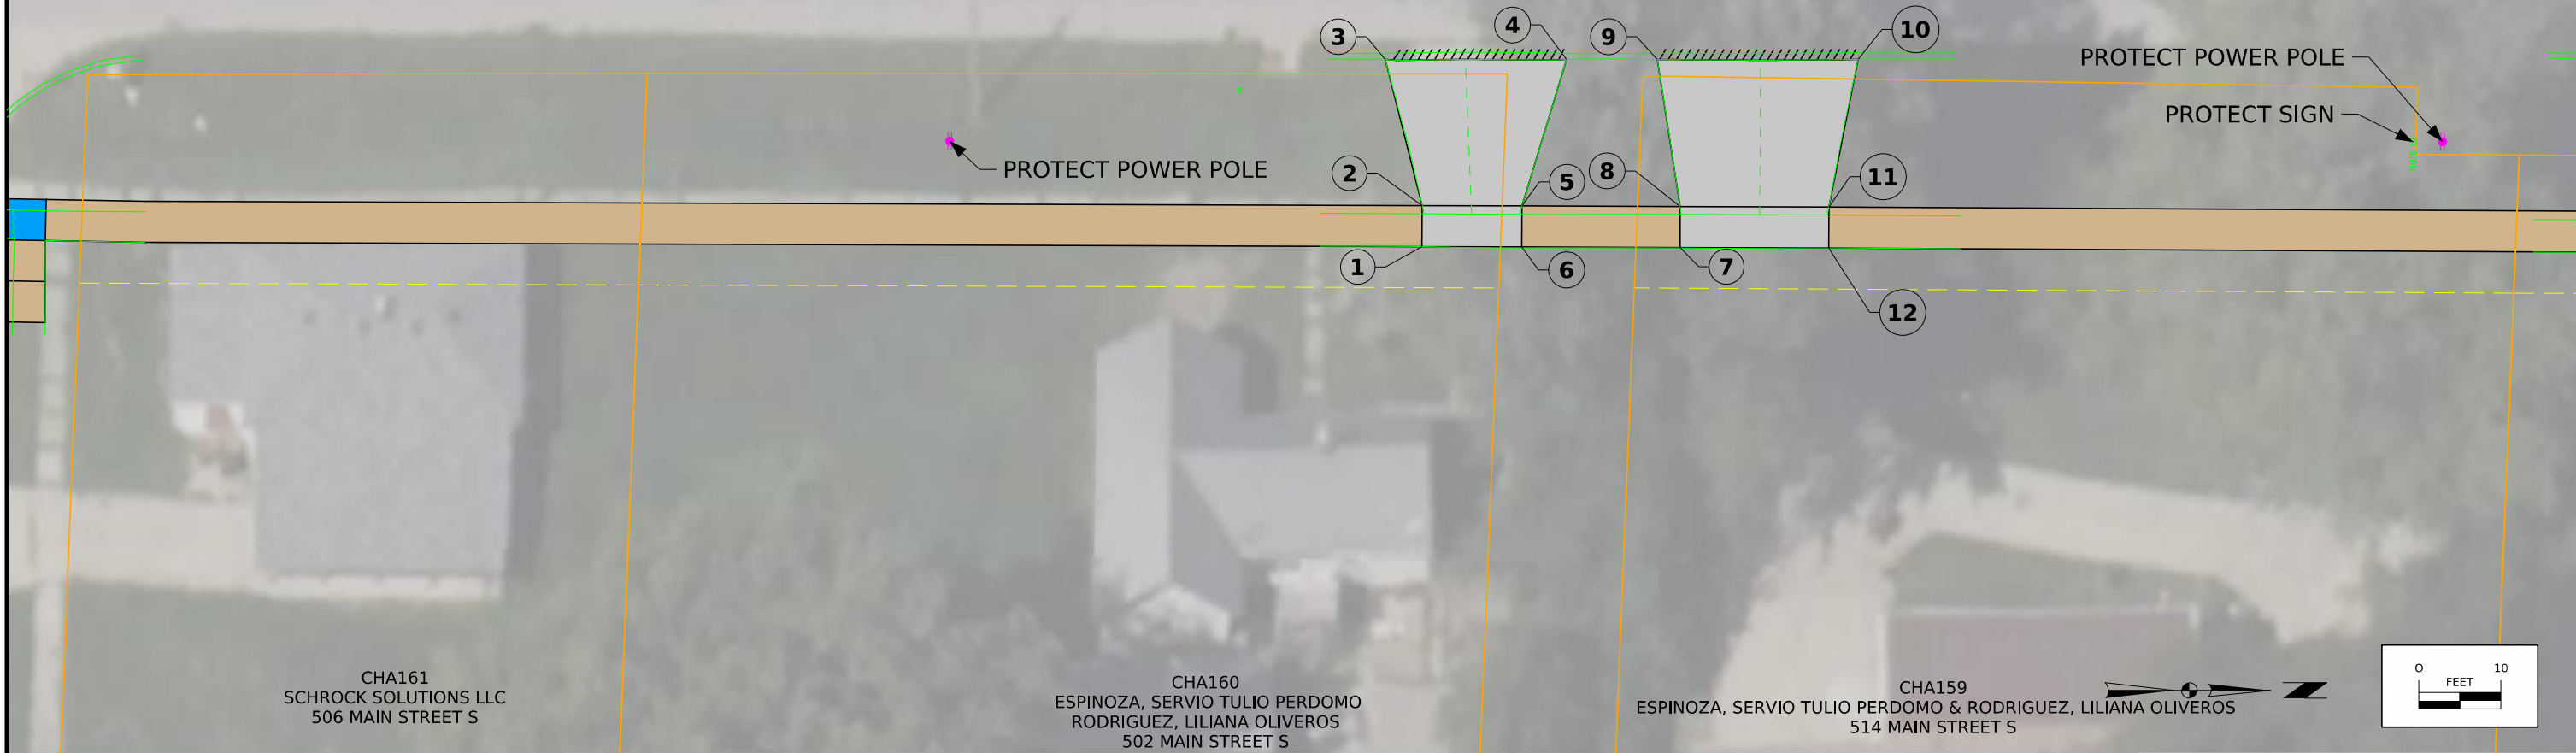 3
4
9
10
PROTECT POWER POLE
PROTECT SIGN
PROTECT POWER POLE
2
5
8
11
1
6
7
12
CHA161
SCHROCK SOLUTIONS LLC
506 MAIN STREET S
CHA160
ESPINOZA, SERVIO TULIO PERDOMO
RODRIGUEZ, LILIANA OLIVEROS
502 MAIN STREET S
CHA159
ESPINOZA, SERVIO TULIO PERDOMO & RODRIGUEZ, LILIANA OLIVEROS
514 MAIN STREET S
Z
0 10
FEET